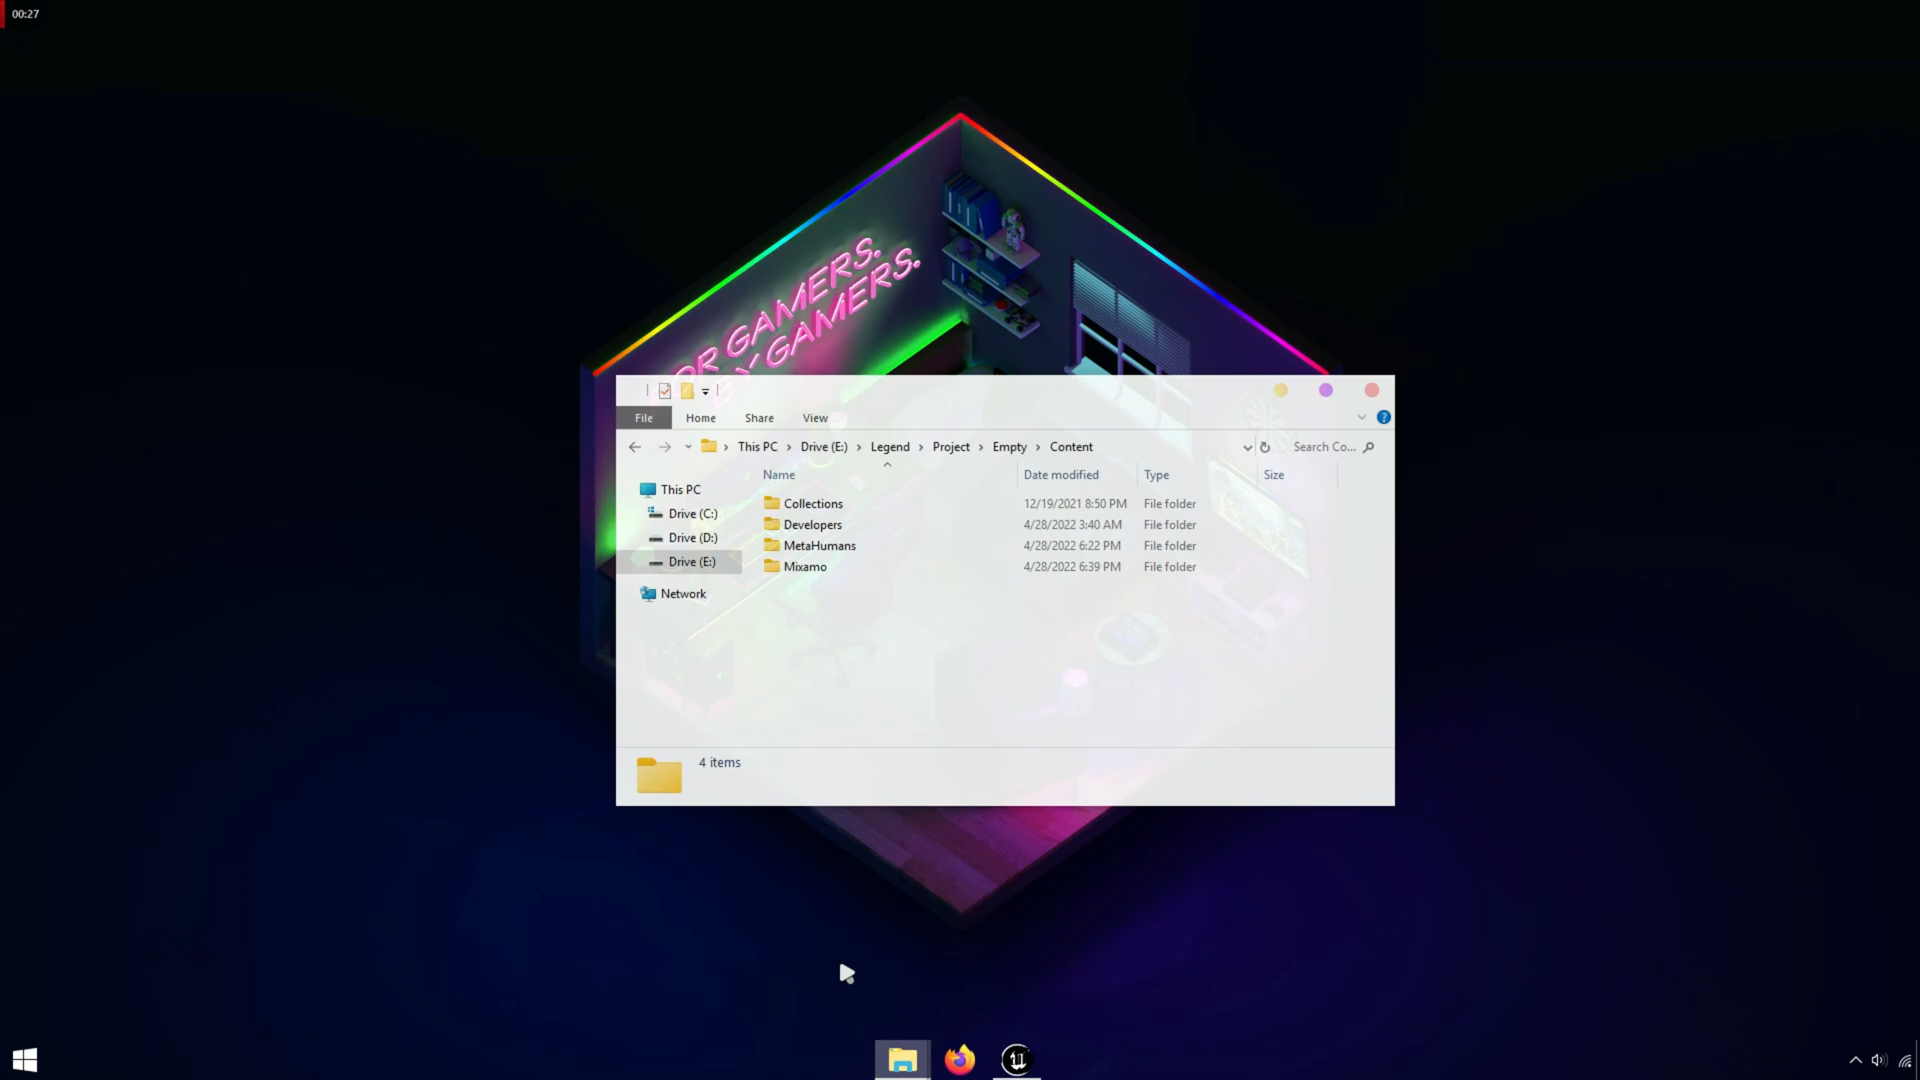 00:27
FOR GAMERS.
BY GAMERS.
File Home Share View
This PC › Drive (E:) › Legend › Project › Empty › Content
Search Co...
Name Date modified Type Size
This PC
Drive (C:)
Drive (D:)
Drive (E:)
Network
Collections 12/19/2021 8:50 PM File folder
Developers 4/28/2022 3:40 AM File folder
MetaHumans 4/28/2022 6:22 PM File folder
Mixamo 4/28/2022 6:39 PM File folder
4 items